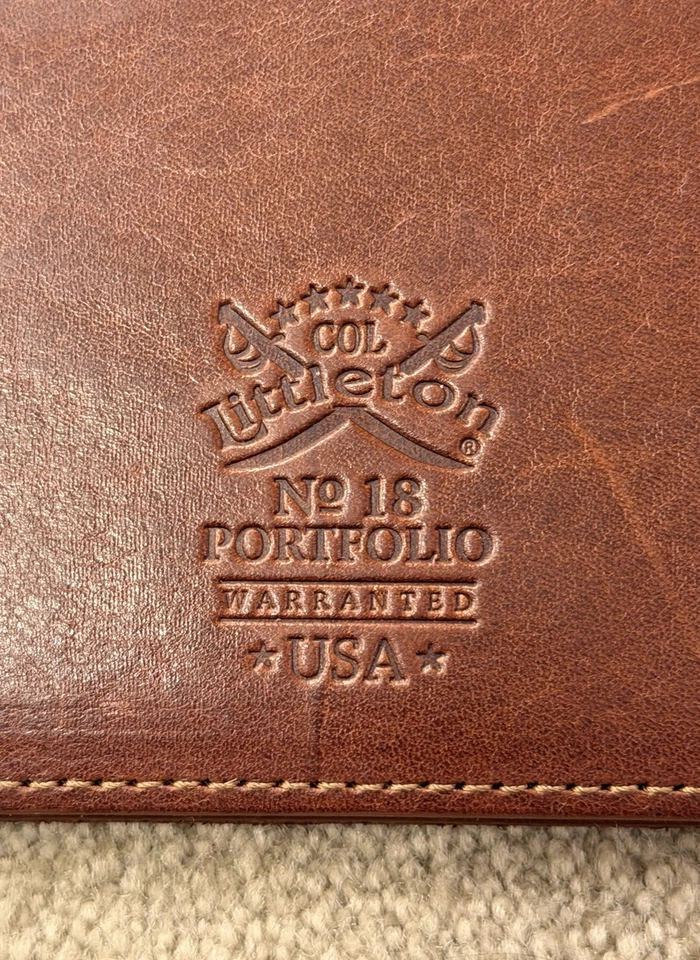 COL
Littleton ®
Nº 18
PORTFOLIO
WARRANTED
★ USA ★